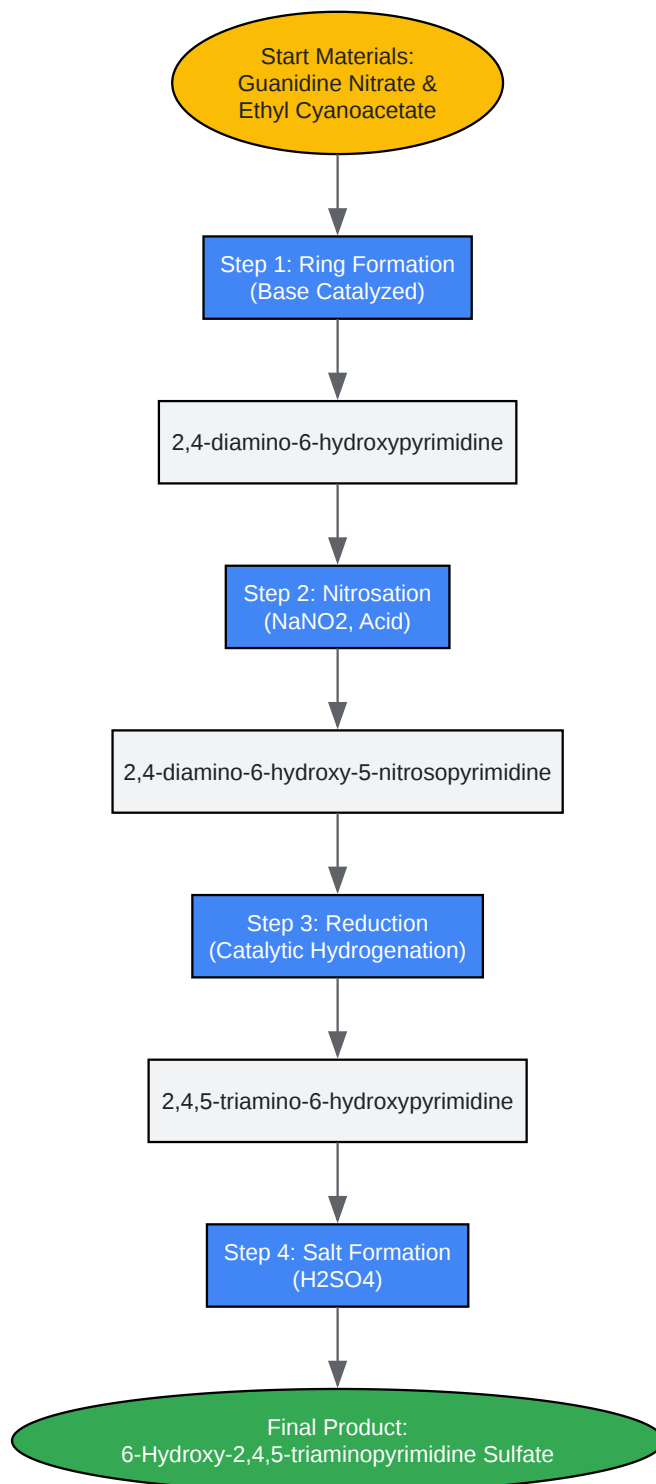 Start Materials:
Guanidine Nitrate &
Ethyl Cyanoacetate
Step 1: Ring Formation
(Base Catalyzed)
2,4-diamino-6-hydroxypyrimidine
Step 2: Nitrosation
(NaNO2, Acid)
2,4-diamino-6-hydroxy-5-nitrosopyrimidine
Step 3: Reduction
(Catalytic Hydrogenation)
2,4,5-triamino-6-hydroxypyrimidine
Step 4: Salt Formation
(H2SO4)
Final Product:
6-Hydroxy-2,4,5-triaminopyrimidine Sulfate